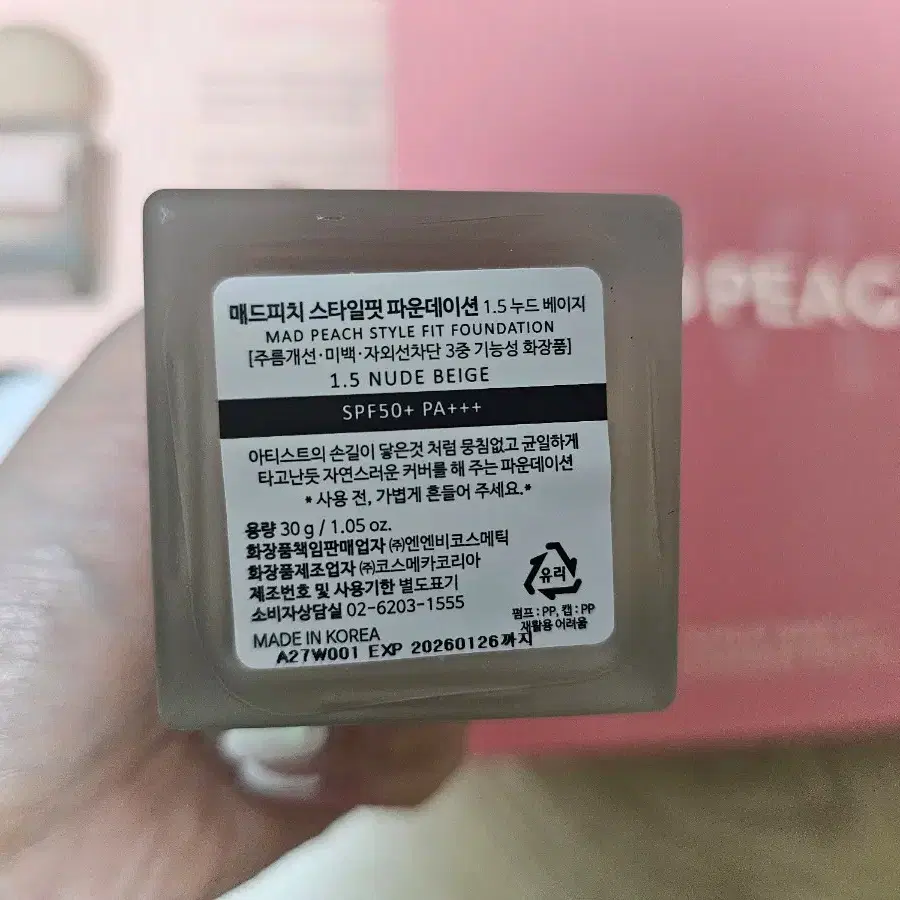 매드피치 스타일핏 파운데이션 1.5 누드 베이지
MAD PEACH STYLE FIT FOUNDATION
[주름개선·미백·자외선차단 3중 기능성 화장품]
1.5 NUDE BEIGE
SPF50+ PA+++
아티스트의 손길이 닿은것 처럼 뭉침없고 균일하게
타고난듯 자연스러운 커버를 해 주는 파운데이션
*사용 전, 가볍게 흔들어 주세요.*
용량 30 g / 1.05 oz.
화장품책임판매업자 ㈜엔엔비코스메틱
화장품제조업자 ㈜코스메카코리아
제조번호 및 사용기한 별도표기
소비자상담실 02-6203-1555
MADE IN KOREA
A27W001 EXP 20260126까지
유리
펌프 : PP, 캡 : PP
재활용 어려움
PEAC